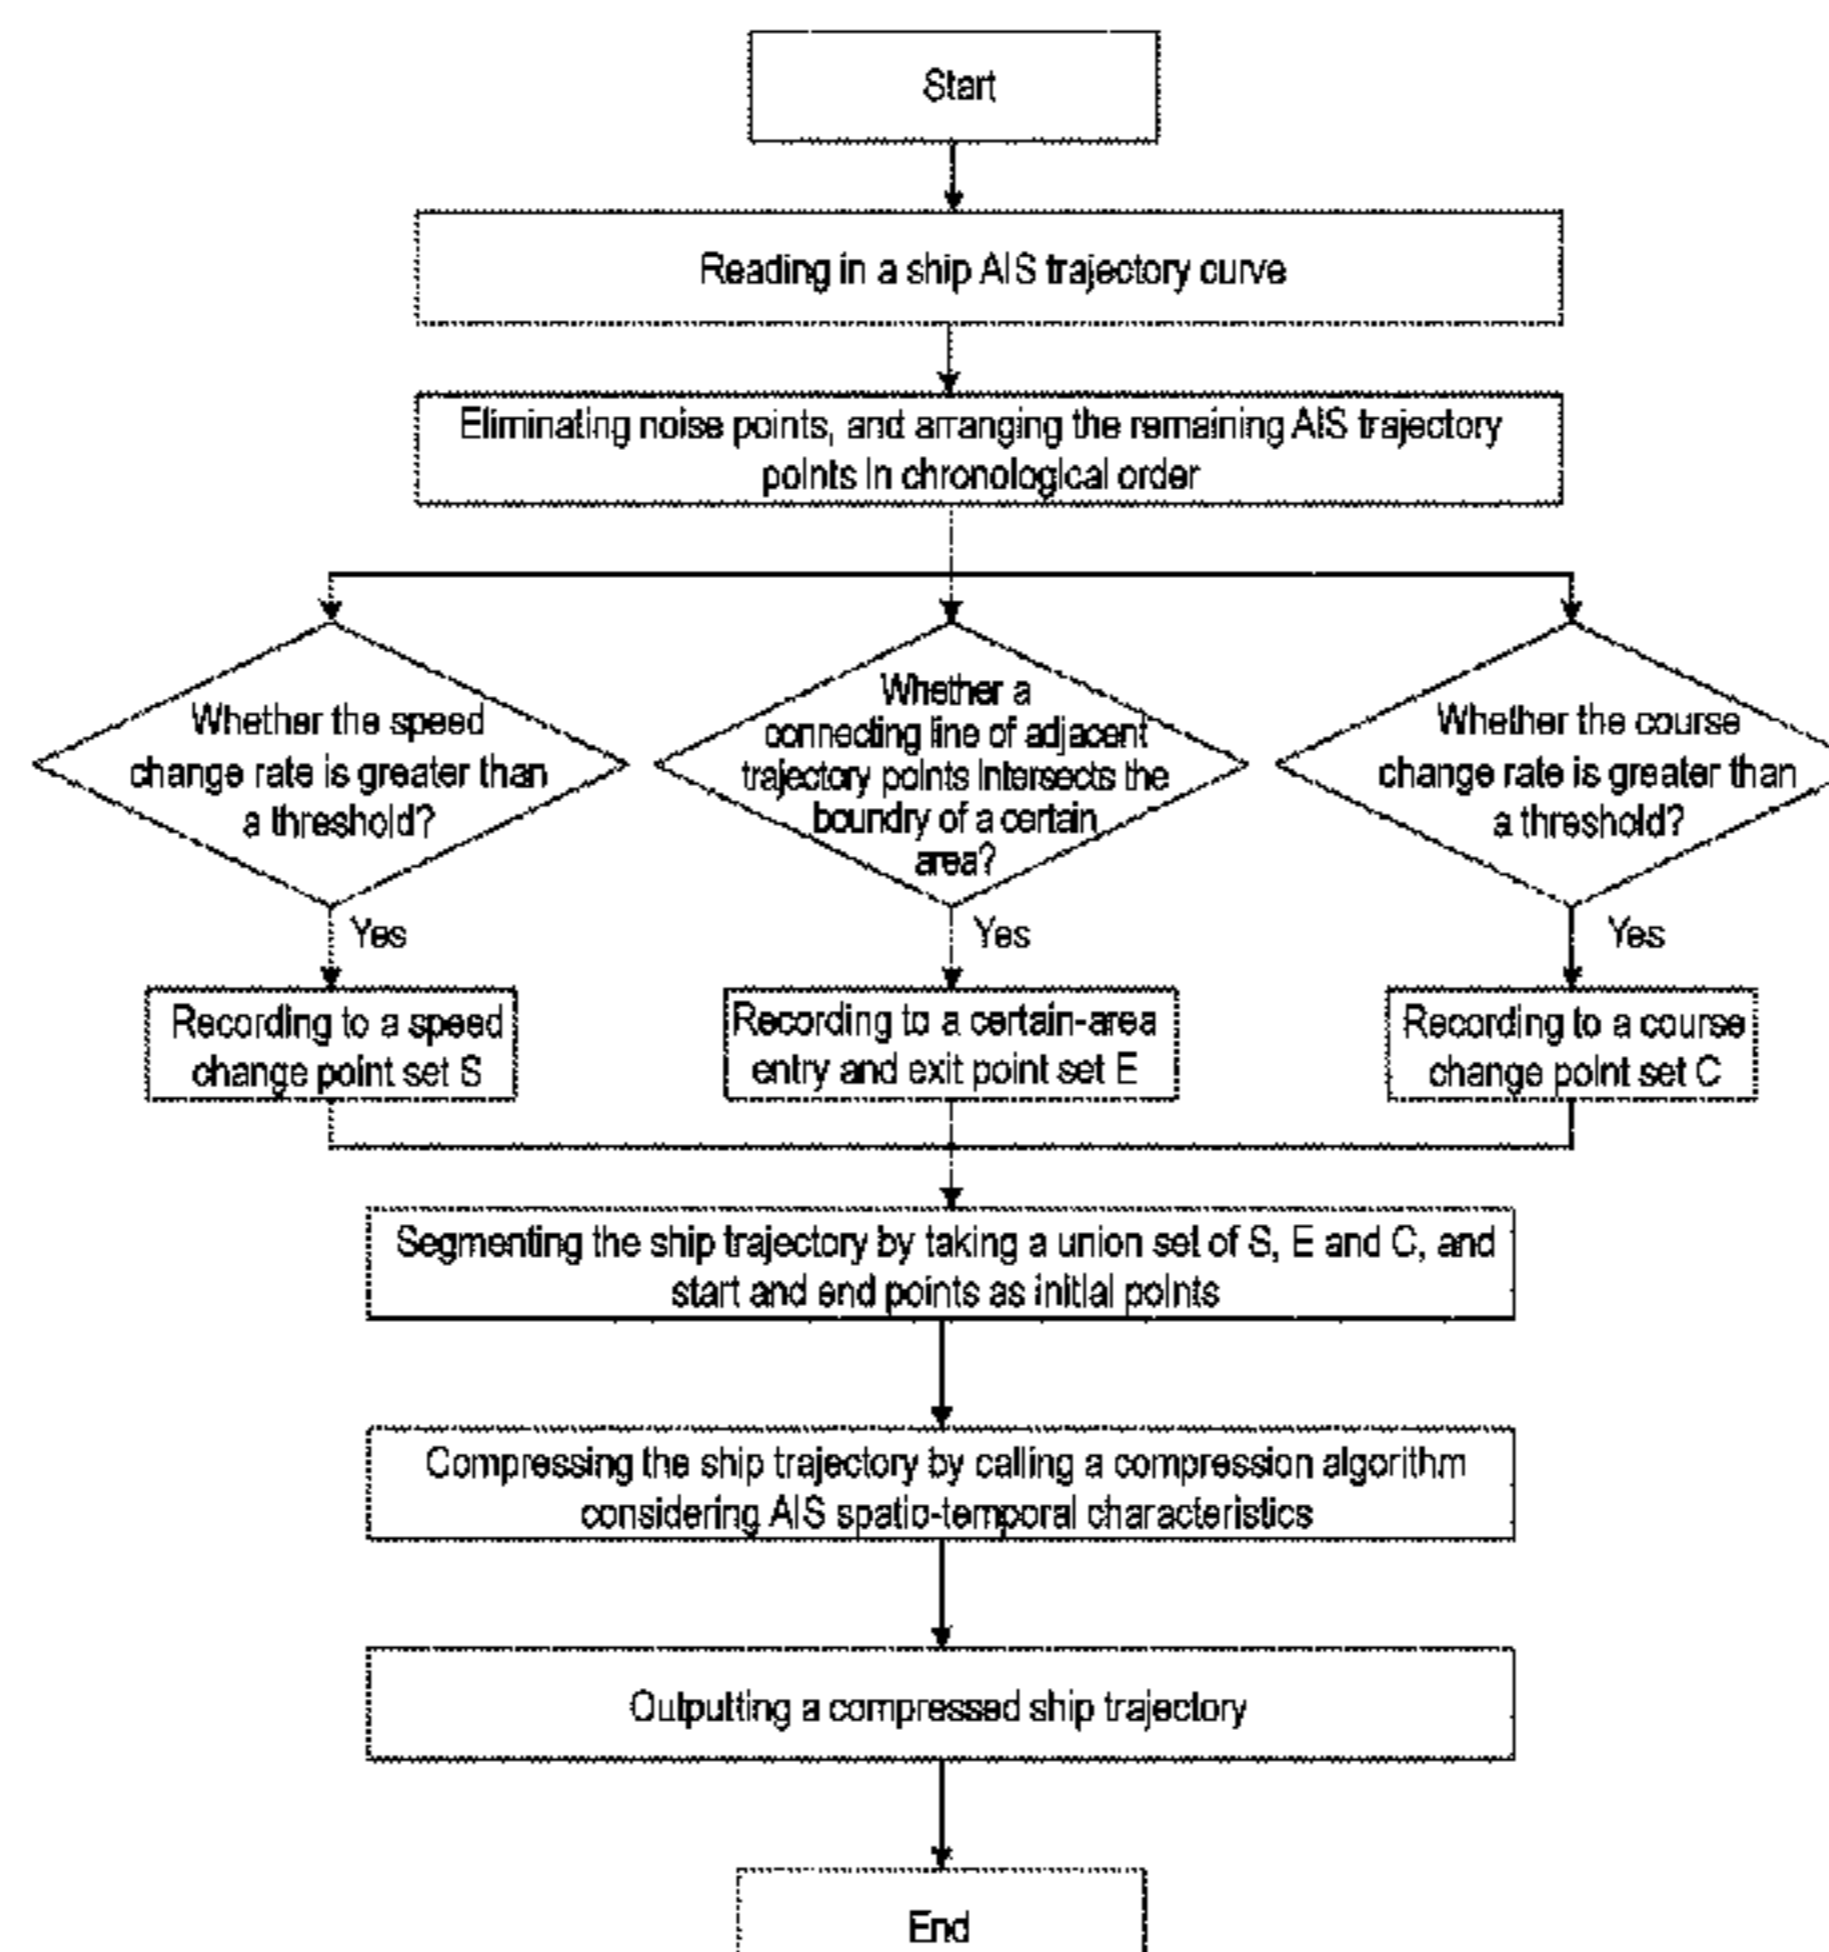 Start
Reading in a ship AIS trajectory curve
Eliminating noise points, and arranging the remaining AIS trajectory
points in chronological order
Whether the speed
change rate is greater than
a threshold?
Whether a
connecting line of adjacent
trajectory points intersects the
boundry of a certain
area?
Whether the course
change rate is greater than
a threshold?
Yes
Yes
Yes
Recording to a speed
change point set S
Recording to a certain-area
entry and exit point set E
Recording to a course
change point set C
Segmenting the ship trajectory by taking a union set of S, E and C, and
start and end points as initial points
Compressing the ship trajectory by calling a compression algorithm
considering AIS spatio-temporal characteristics
Outputting a compressed ship trajectory
End